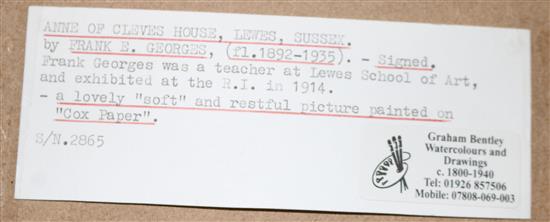 ANNE OF CLEVES HOUSE, LEWES, SUSSEX.
by FRANK E. GEORGES, (fl.1892-1935). - Signed.
Frank Georges was a teacher at Lewes School of Art,
and exhibited at the R.I. in 1914.
- a lovely "soft" and restful picture painted on
"Cox Paper".
S/N.2865
Graham Bentley
Watercolours and
Drawings
c. 1800-1940
Tel: 01926 857506
Mobile: 07808-069-003